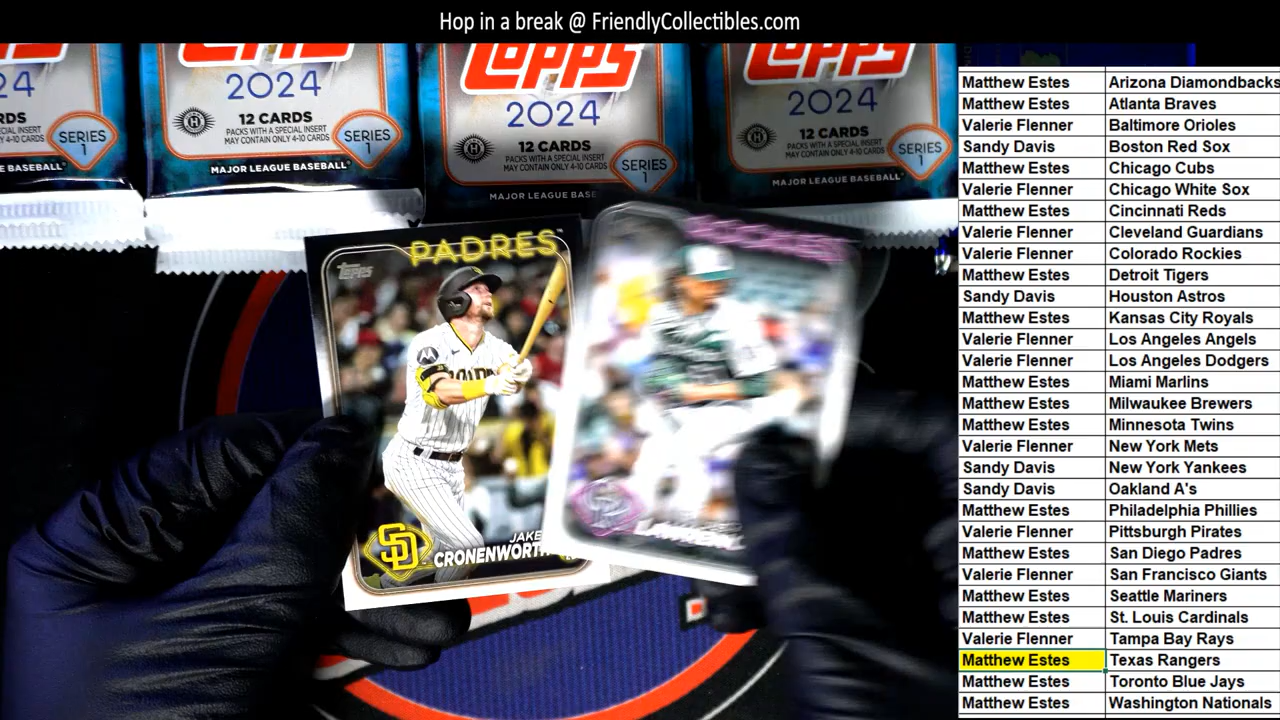 Hop in a break @ FriendlyCollectibles.com
24
2024
12 CARDS
PACKS WITH A SPECIAL INSERT
MAY CONTAIN ONLY 4-10 CARDS
SERIES
1
MAJOR LEAGUE BASEBALL
Topps
2024
12 CARDS
PACKS WITH A SPECIAL INSERT
MAY CONTAIN ONLY 4-10 CARDS
SERIES
1
MAJOR LEAGUE BASE
Topps
2024
12 CARDS
PACKS WITH A SPECIAL INSERT
MAY CONTAIN ONLY 4-10 CARDS
SERIES
1
MAJOR LEAGUE BASEBALL
SERIES
1
LEAGUE BASEBALL
PADRES
Topps
SD
JAKE
CRONENWORTH
Matthew Estes Arizona Diamondbacks
Matthew Estes Atlanta Braves
Valerie Flenner Baltimore Orioles
Sandy Davis Boston Red Sox
Matthew Estes Chicago Cubs
Valerie Flenner Chicago White Sox
Matthew Estes Cincinnati Reds
Valerie Flenner Cleveland Guardians
Valerie Flenner Colorado Rockies
Matthew Estes Detroit Tigers
Sandy Davis Houston Astros
Matthew Estes Kansas City Royals
Valerie Flenner Los Angeles Angels
Valerie Flenner Los Angeles Dodgers
Matthew Estes Miami Marlins
Matthew Estes Milwaukee Brewers
Matthew Estes Minnesota Twins
Valerie Flenner New York Mets
Sandy Davis New York Yankees
Sandy Davis Oakland A's
Matthew Estes Philadelphia Phillies
Valerie Flenner Pittsburgh Pirates
Matthew Estes San Diego Padres
Valerie Flenner San Francisco Giants
Matthew Estes Seattle Mariners
Matthew Estes St. Louis Cardinals
Valerie Flenner Tampa Bay Rays
Matthew Estes Texas Rangers
Matthew Estes Toronto Blue Jays
Matthew Estes Washington Nationals